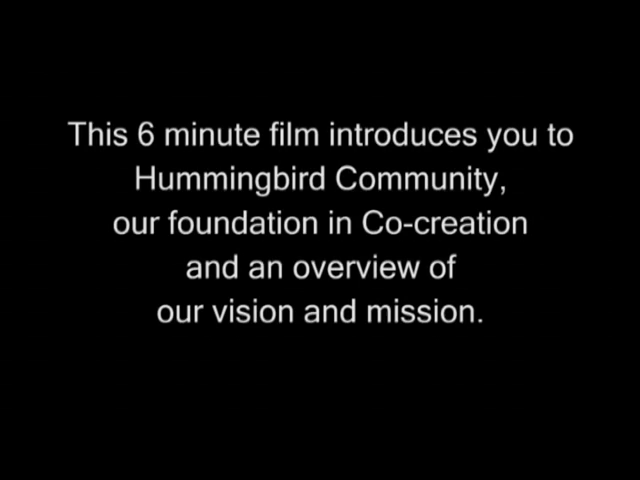 This 6 minute film introduces you to
Hummingbird Community,
our foundation in Co-creation
and an overview of
our vision and mission.